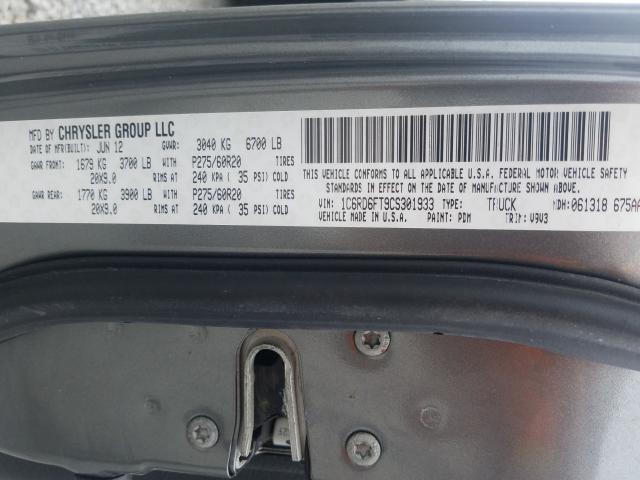 MFD BY CHRYSLER GROUP LLC
DATE OF MFR(BUILT): JUN 12 GVWR: 3040 KG 6700 LB
GAWR FRONT: 1679 KG 3700 LB WITH P275/60R20 TIRES
20X9.0 RIMS AT 240 KPA ( 35 PSI) COLD
GAWR REAR: 1770 KG 3900 LB WITH P275/60R20 TIRES
20X9.0 RIMS AT 240 KPA ( 35 PSI) COLD
THIS VEHICLE CONFORMS TO ALL APPLICABLE U.S.A. FEDERAL MOTOR VEHICLE SAFETY
STANDARDS IN EFFECT ON THE DATE OF MANUFACTURE SHOWN ABOVE.
VIN: 1C6RD6FT9CS301933 TYPE: TRUCK MDH:061318 675AA
VEHICLE MADE IN U.S.A. PAINT: PDM TRIM: V9V3